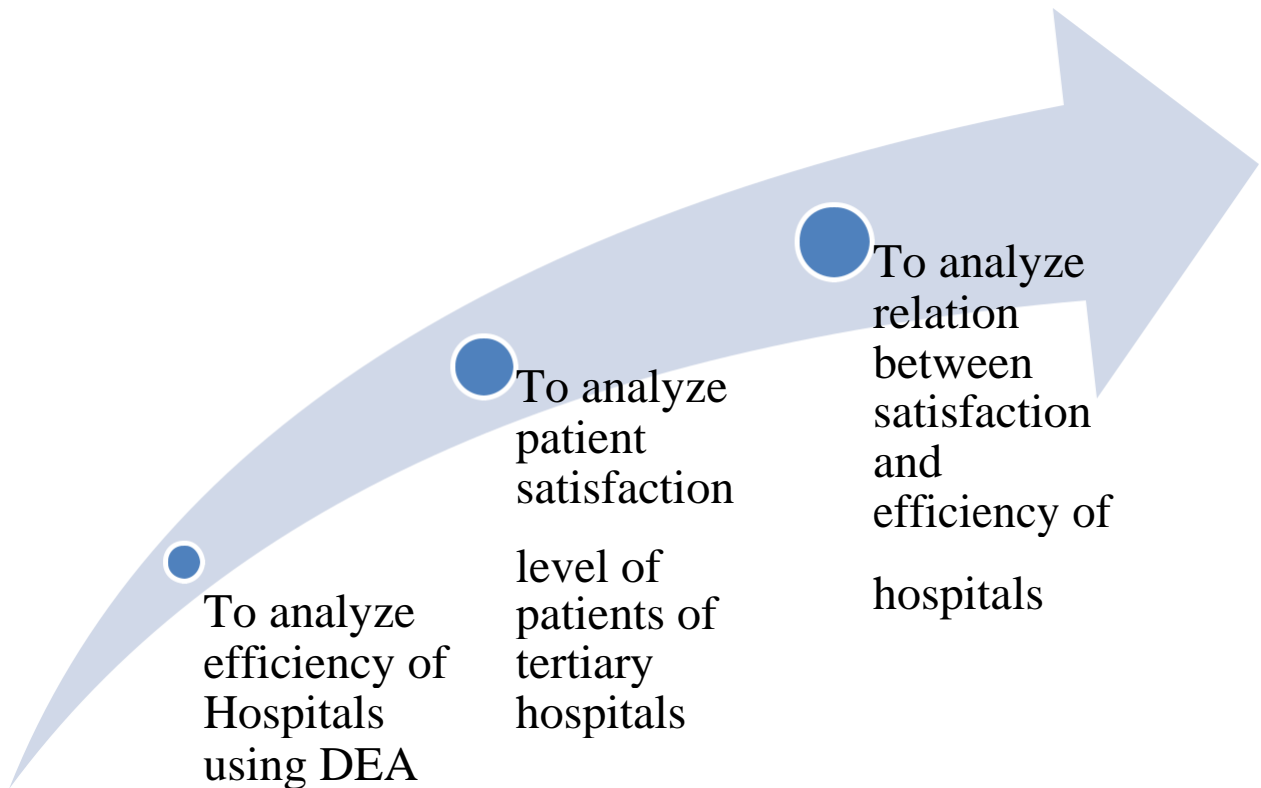 To analyze
efficiency of
Hospitals
using DEA
To analyze
patient
satisfaction
level of
patients of
tertiary
hospitals
To analyze
relation
between
satisfaction
and
efficiency of
hospitals